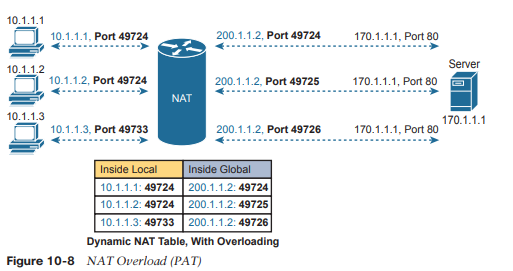 10.1.1.1
10.1.1.1, Port 49724
200.1.1.2, Port 49724
170.1.1.1, Port 80
Server
10.1.1.2
10.1.1.2, Port 49724
NAT
200.1.1.2, Port 49725
170.1.1.1, Port 80
10.1.1.3
10.1.1.3, Port 49733
200.1.1.2, Port 49726
170.1.1.1, Port 80
170.1.1.1
Inside Local Inside Global
10.1.1.1: 49724 200.1.1.2: 49724
10.1.1.2: 49724 200.1.1.2: 49725
10.1.1.3: 49733 200.1.1.2: 49726
Dynamic NAT Table, With Overloading
Figure 10-8 NAT Overload (PAT)